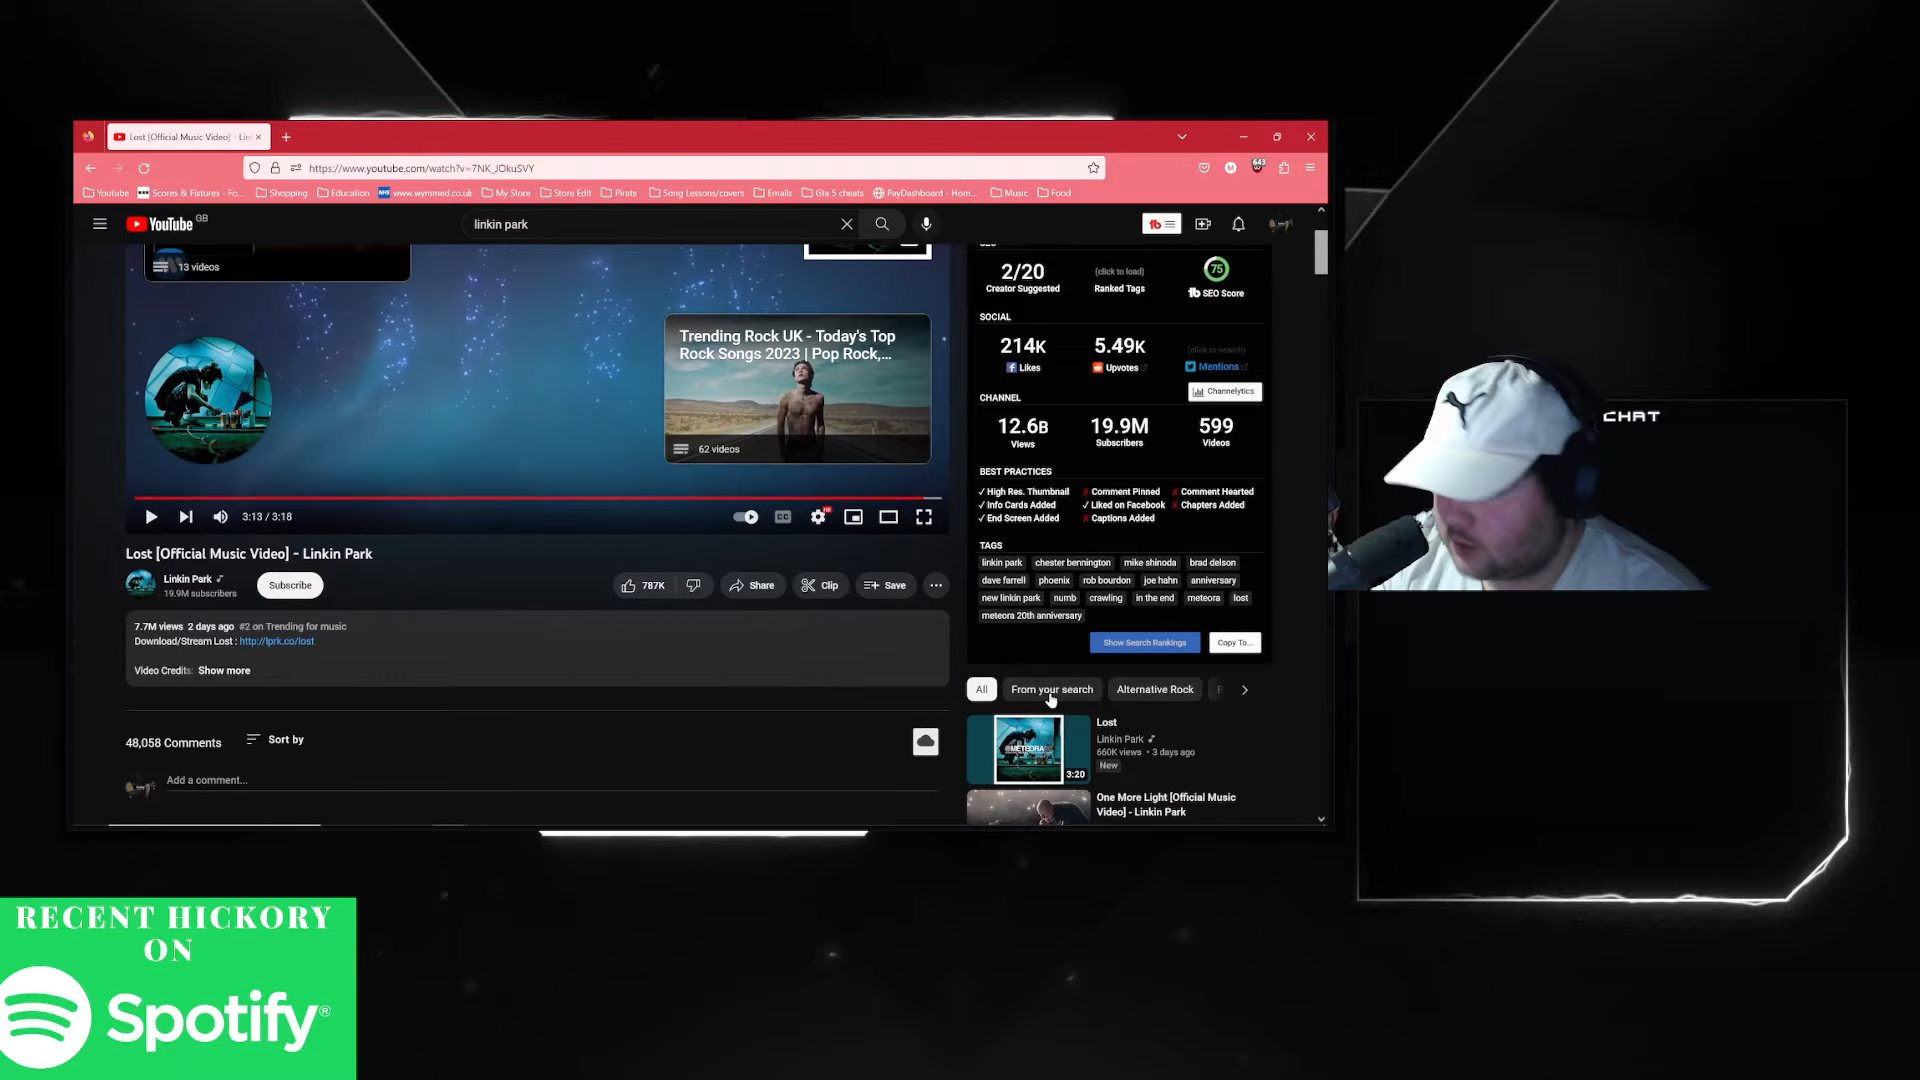 Lost [Official Music Video] - Lin
https://www.youtube.com/watch?v=7NK_JOkuSVY
643
Youtube
Scores & Fixtures - Fo...
Shopping
Education
www.wymmed.co.uk
My Store
Store Edit
Pirate
Song Lessons/covers
Emails
Gta 5 cheats
PayDashboard - Hom...
Music
Food
YouTube GB
linkin park
13 videos
Trending Rock UK - Today's Top
Rock Songs 2023 | Pop Rock,...
62 videos
3:13 / 3:18
Lost [Official Music Video] - Linkin Park
Linkin Park
19.9M subscribers
Subscribe
787K
Share
Clip
Save
7.7M views 2 days ago #2 on Trending for music
Download/Stream Lost : http://lprk.co/lost
Video Credits: Show more
48,058 Comments
Sort by
Add a comment...
2/20
Creator Suggested
(click to load)
Ranked Tags
75
tb SEO Score
SOCIAL
214K
Likes
5.49K
Upvotes
(click to search)
Mentions
CHANNEL
Channelytics
12.6B
Views
19.9M
Subscribers
599
Videos
BEST PRACTICES
✓ High Res. Thumbnail ✗ Comment Pinned ✗ Comment Hearted
✓ Info Cards Added ✓ Liked on Facebook ✗ Chapters Added
✓ End Screen Added ✗ Captions Added
TAGS
linkin park chester bennington mike shinoda brad delson
dave farrell phoenix rob bourdon joe hahn anniversary
new linkin park numb crawling in the end meteora lost
meteora 20th anniversary
Show Search Rankings
Copy To...
All
From your search
Alternative Rock
Lost
Linkin Park
660K views • 3 days ago
New
3:20
One More Light [Official Music
Video] - Linkin Park
CHAT
RECENT HICKORY
ON
Spotify®